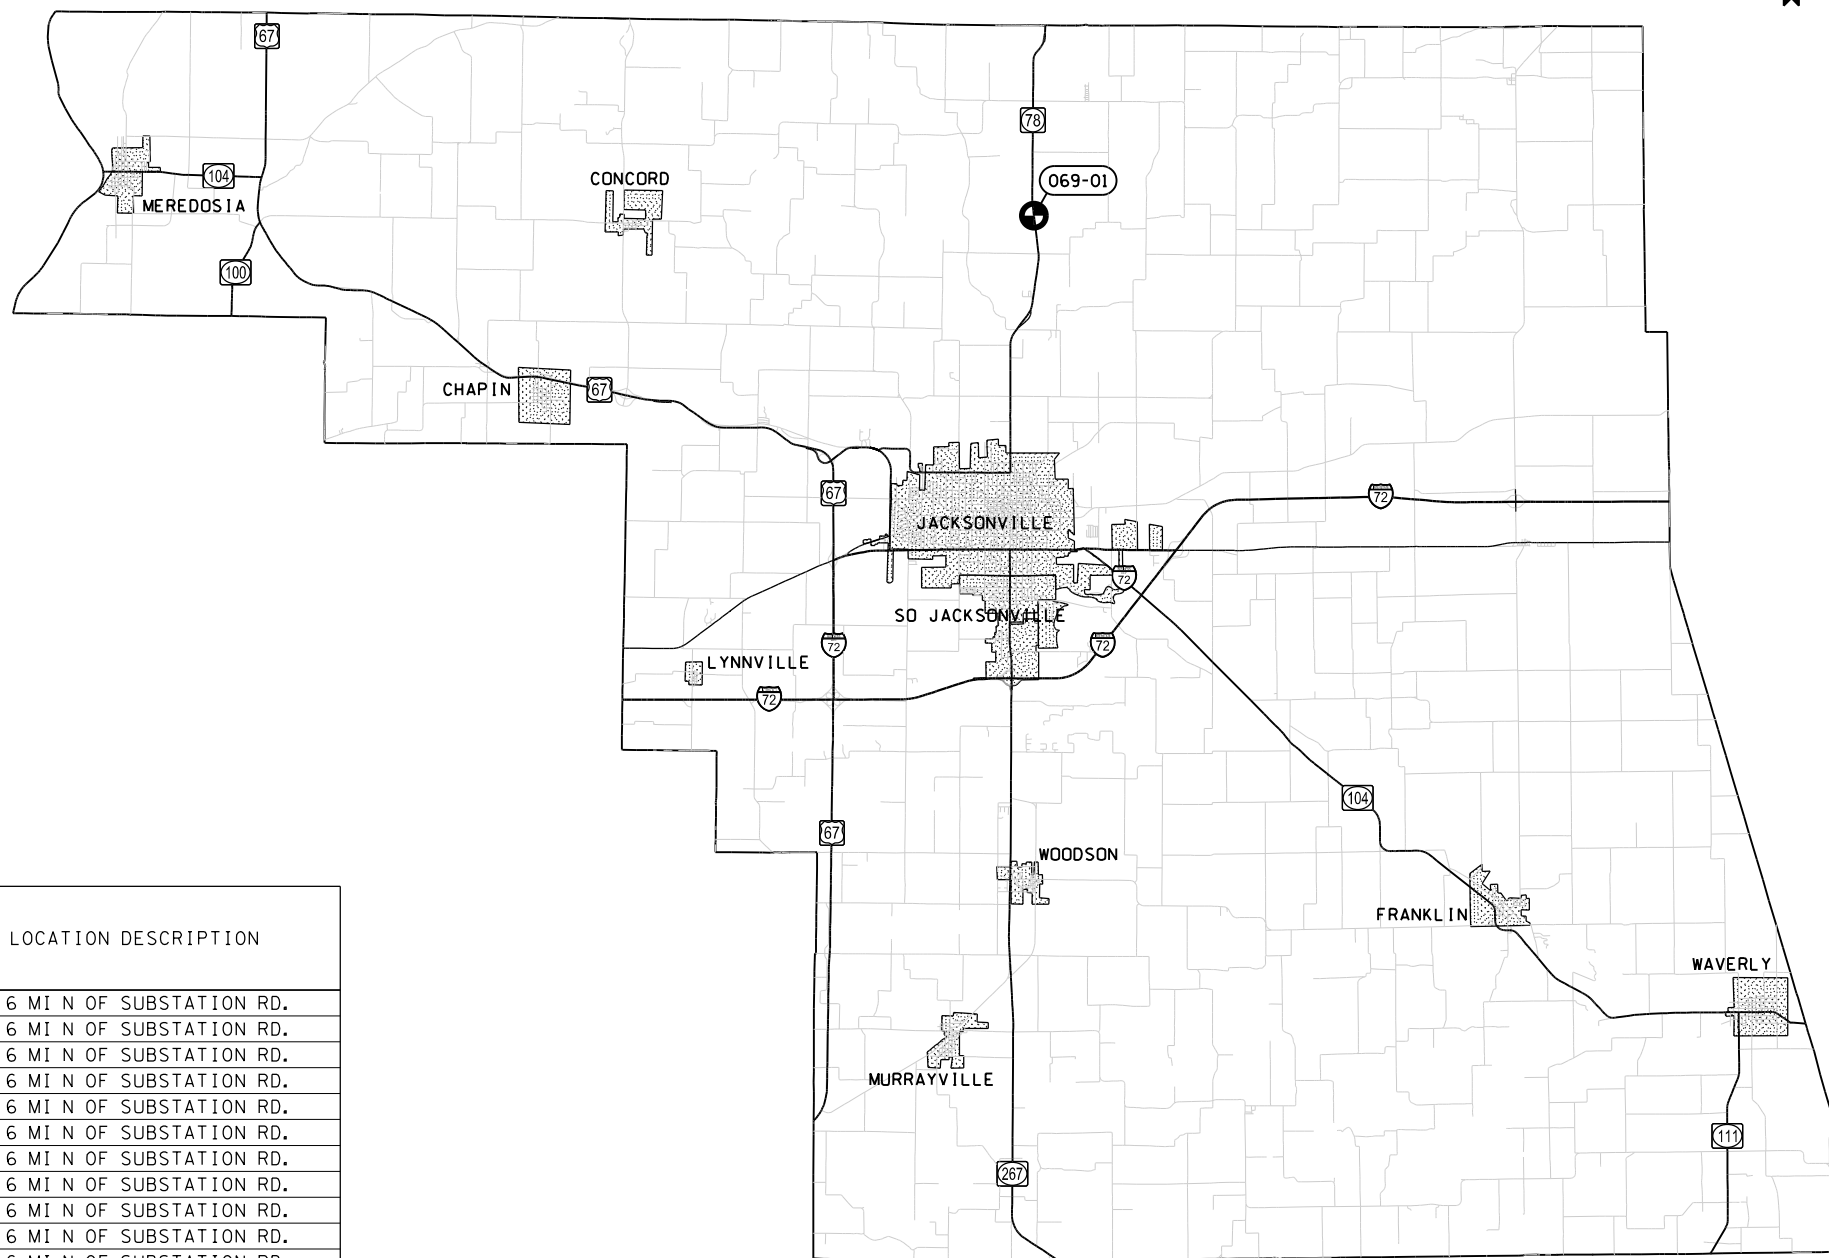 67
78
069-01
104
CONCORD
MEREDOSIA
100
CHAPIN
67
67
72
JACKSONVILLE
72
SO JACKSONVILLE
72
72
LYNNVILLE
72
104
67
WOODSON
FRANKLIN
LOCATION DESCRIPTION
WAVERLY
6 MI N OF SUBSTATION RD.
6 MI N OF SUBSTATION RD.
6 MI N OF SUBSTATION RD.
6 MI N OF SUBSTATION RD.
MURRAYVILLE
6 MI N OF SUBSTATION RD.
6 MI N OF SUBSTATION RD.
111
6 MI N OF SUBSTATION RD.
267
6 MI N OF SUBSTATION RD.
6 MI N OF SUBSTATION RD.
6 MI N OF SUBSTATION RD.